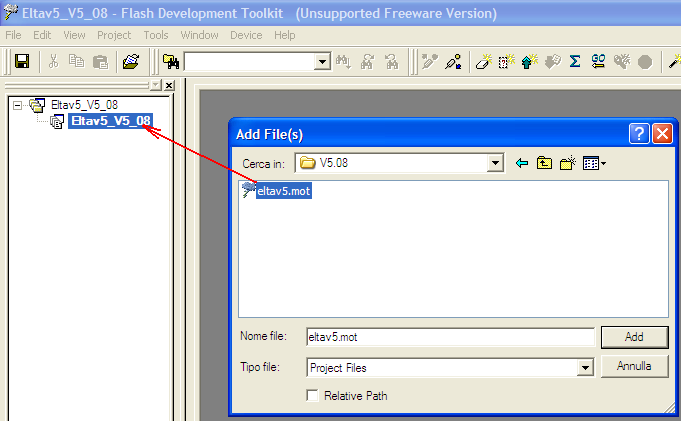 Eltav5_V5_08 - Flash Development Toolkit (Unsupported Freeware Version)
File Edit View Project Tools Window Device Help
Eltav5_V5_08
Eltav5_V5_08
Add File(s)
Cerca in: V5.08
eltav5.mot
Nome file: eltav5.mot Add
Tipo file: Project Files Annulla
Relative Path